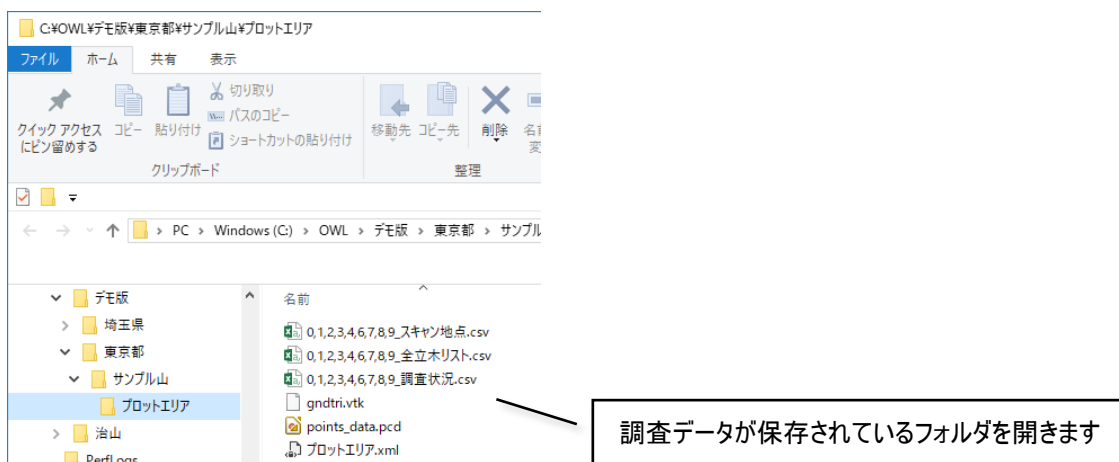 C:¥OWL¥デモ版¥東京都¥サンプル山¥プロットエリア
ファイル ホーム 共有 表示
クイック アクセス
にピン留めする
コピー 貼り付け
切り取り
パスのコピー
ショートカットの貼り付け
移動先 コピー先 削除
クリップボード 整理
PC › Windows (C:) › OWL › デモ版 › 東京都 › サンプル
デモ版
埼玉県
東京都
サンプル山
プロットエリア
治山
PerfLogs
名前
0,1,2,3,4,6,7,8,9_スキャン地点.csv
0,1,2,3,4,6,7,8,9_全立木リスト.csv
0,1,2,3,4,6,7,8,9_調査状況.csv
gndtri.vtk
points_data.pcd
プロットエリア.xml
調査データが保存されているフォルダを開きます